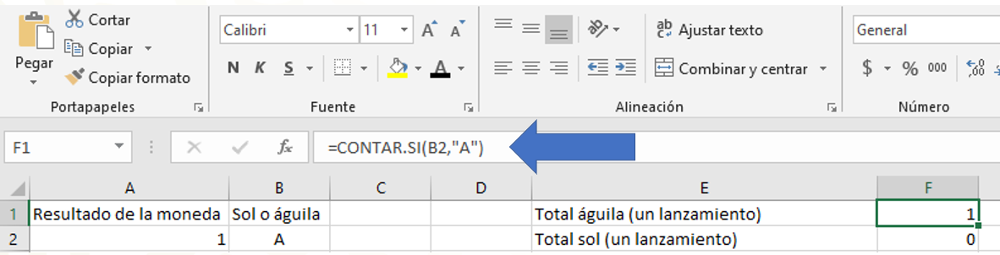 Pegar
Cortar
Copiar
Copiar formato
Portapapeles
Calibri 11 A A
N K S A
Fuente
ab Ajustar texto
Combinar y centrar
Alineación
General
$ % 000 ,00
Número
F1 fx =CONTAR.SI(B2,"A")
A B C D E F
1 Resultado de la moneda Sol o águila Total águila (un lanzamiento) 1
2 1 A Total sol (un lanzamiento) 0